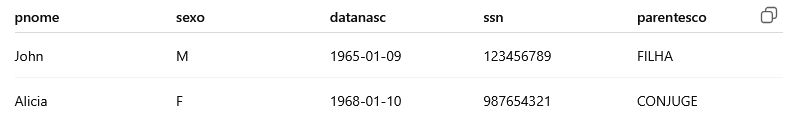 pnome sexo datanasc ssn parentesco
John M 1965-01-09 123456789 FILHA
Alicia F 1968-01-10 987654321 CONJUGE